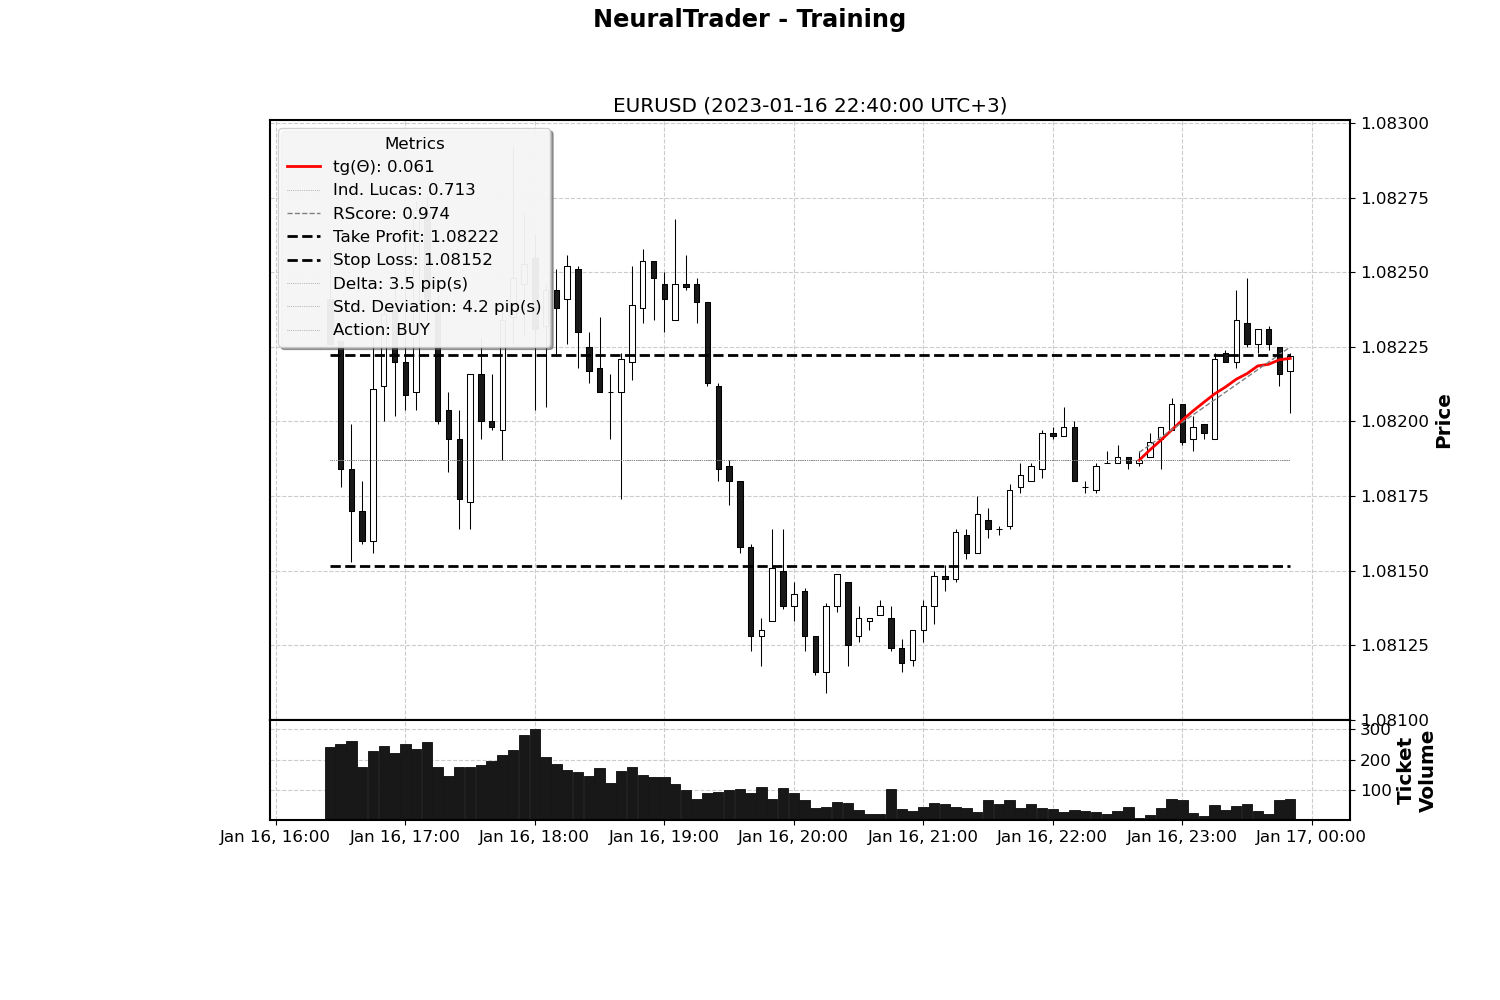 NeuralTrader - Training
EURUSD (2023-01-16 22:40:00 UTC+3)
Metrics
tg(Θ): 0.061
Ind. Lucas: 0.713
RScore: 0.974
Take Profit: 1.08222
Stop Loss: 1.08152
Delta: 3.5 pip(s)
Std. Deviation: 4.2 pip(s)
Action: BUY
1.08300
1.08275
1.08250
1.08225
1.08200
1.08175
1.08150
1.08125
1.08100
Price
300
200
100
Ticket
Volume
Jan 16, 16:00
Jan 16, 17:00
Jan 16, 18:00
Jan 16, 19:00
Jan 16, 20:00
Jan 16, 21:00
Jan 16, 22:00
Jan 16, 23:00
Jan 17, 00:00